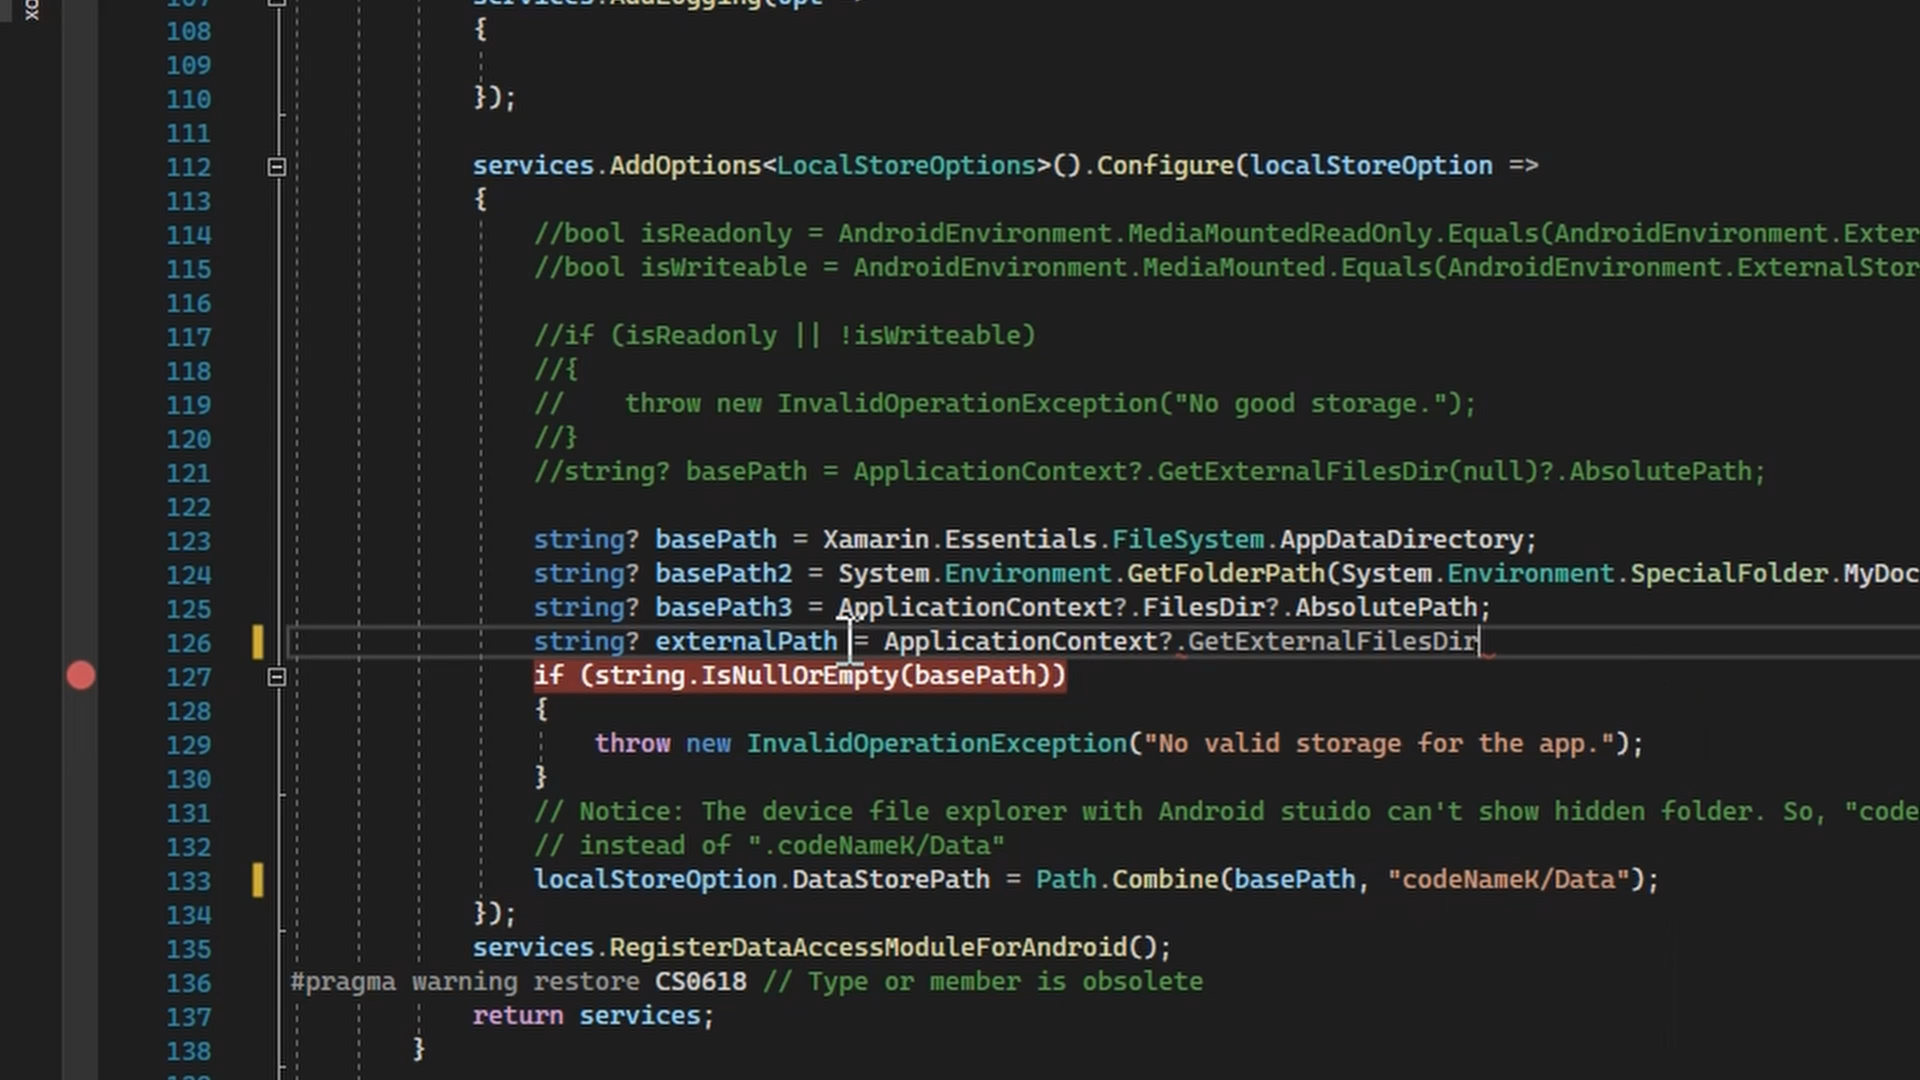 108 {
109
110 });
111
112 services.AddOptions<LocalStoreOptions>().Configure(localStoreOption =>
113 {
114 //bool isReadonly = AndroidEnvironment.MediaMountedReadOnly.Equals(AndroidEnvironment.Exter
115 //bool isWriteable = AndroidEnvironment.MediaMounted.Equals(AndroidEnvironment.ExternalStor
116
117 //if (isReadonly || !isWriteable)
118 //{
119 //    throw new InvalidOperationException("No good storage.");
120 //}
121 //string? basePath = ApplicationContext?.GetExternalFilesDir(null)?.AbsolutePath;
122
123 string? basePath = Xamarin.Essentials.FileSystem.AppDataDirectory;
124 string? basePath2 = System.Environment.GetFolderPath(System.Environment.SpecialFolder.MyDoc
125 string? basePath3 = ApplicationContext?.FilesDir?.AbsolutePath;
126 string? externalPath = ApplicationContext?.GetExternalFilesDir
127 if (string.IsNullOrEmpty(basePath))
128 {
129 throw new InvalidOperationException("No valid storage for the app.");
130 }
131 // Notice: The device file explorer with Android stuido can't show hidden folder. So, "code
132 // instead of ".codeNameK/Data"
133 localStoreOption.DataStorePath = Path.Combine(basePath, "codeNameK/Data");
134 });
135 services.RegisterDataAccessModuleForAndroid();
136 #pragma warning restore CS0618 // Type or member is obsolete
137 return services;
138 }